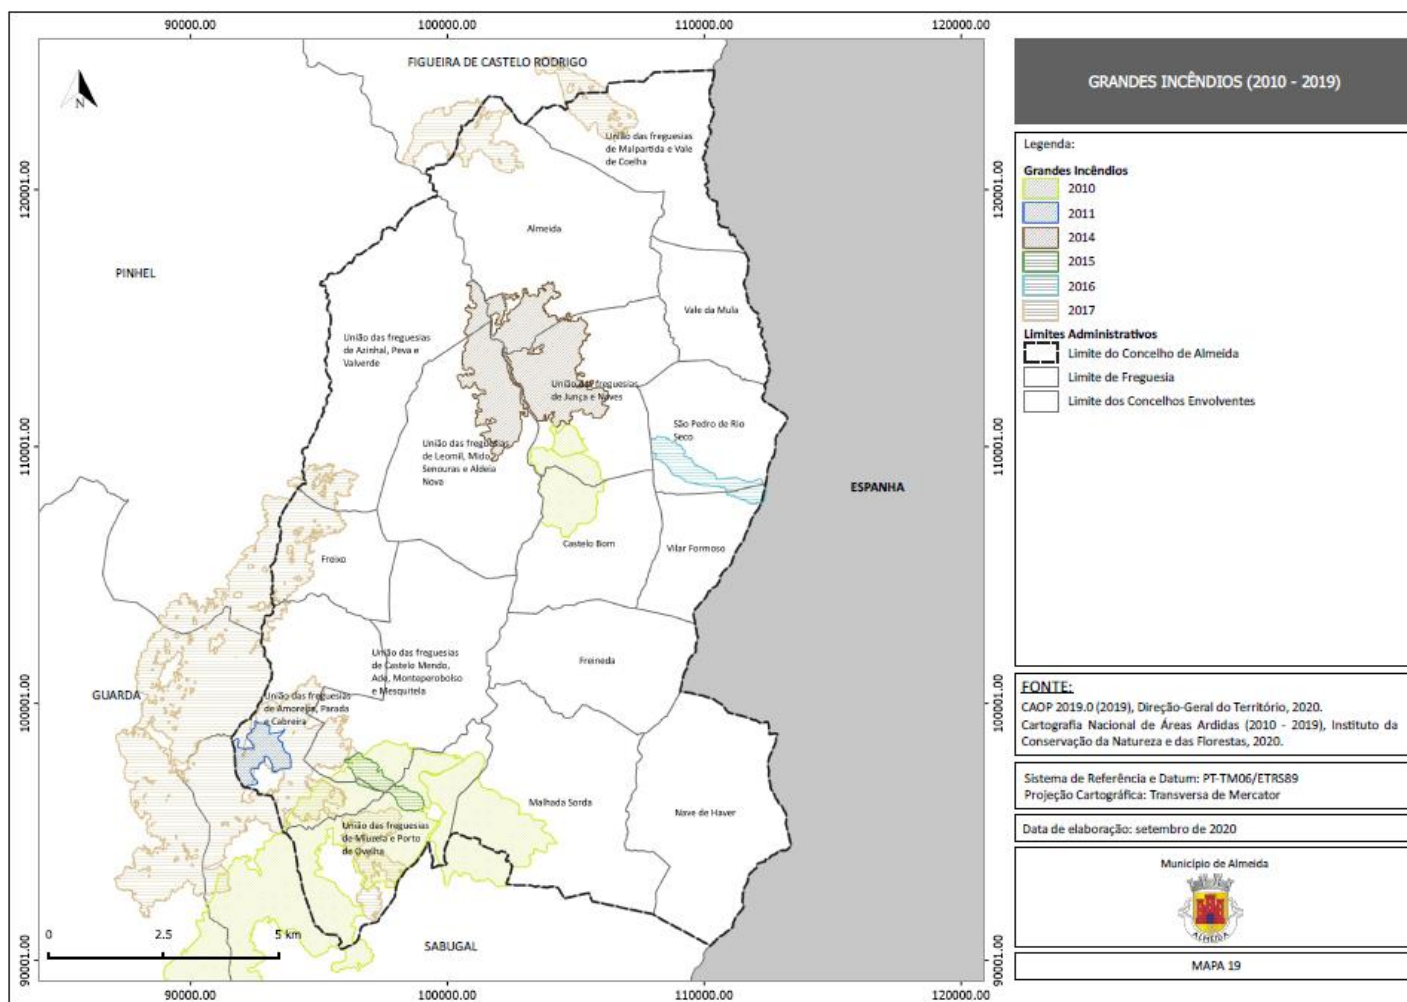 90000.00
100000.00
110000.00
120000.00
FIGUEIRA DE CASTELO RODRIGO
N
União das freguesias
de Malpartida e Vale
de Coelha
120001.00
120001.00
Almeida
PINHEL
Vale da Mula
União das freguesias
de Azinhal, Peva e
Valverde
União das freguesias
de Junça e Naves
São Pedro de Rio
Seco
110001.00
110001.00
União das freguesias
de Leomil, Mido,
Senouras e Aldeia
Nova
ESPANHA
Castelo Bom
Vilar Formoso
Freixo
União das freguesias
de Castelo Mendo,
Ade, Monteperobolso
e Mesquitela
Freineda
GUARDA
União das freguesias
de Amoreira, Parada
e Cabreira
100001.00
100001.00
Malhada Sorda
Nave de Haver
União das freguesias
de Miuzela e Porto
de Ovelha
0
2.5
5 km
SABUGAL
90001.00
90001.00
90000.00
100000.00
110000.00
120000.00
GRANDES INCÊNDIOS (2010 - 2019)
Legenda:
Grandes Incêndios
2010
2011
2014
2015
2016
2017
Limites Administrativos
Limite do Concelho de Almeida
Limite de Freguesia
Limite dos Concelhos Envolventes
FONTE:
CAOP 2019.0 (2019), Direção-Geral do Território, 2020.
Cartografia Nacional de Áreas Ardidas (2010 - 2019), Instituto da
Conservação da Natureza e das Florestas, 2020.
Sistema de Referência e Datum: PT-TM06/ETRS89
Projeção Cartográfica: Transversa de Mercator
Data de elaboração: setembro de 2020
Município de Almeida
ALMEIDA
MAPA 19